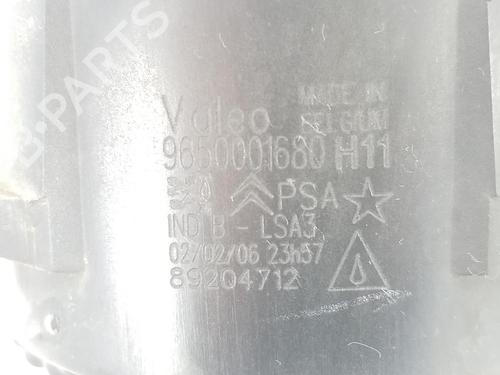 B-PARTS
Valeo MADE IN
BELGIUM
9650001680 H11
PSA
IND B - LSA3
02/02/06 23h57
89204712